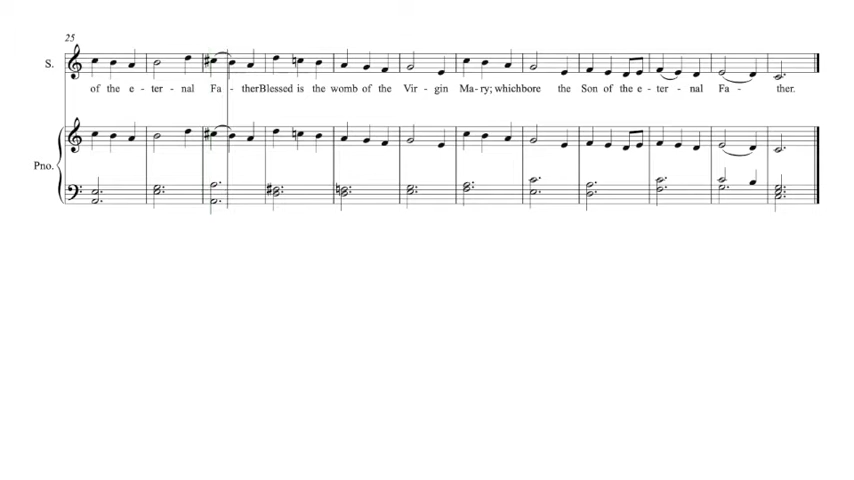 25
S.
of the e - ter - nal Fa - therBlessed is the womb of the Vir - gin Ma - ry; whichbore the Son of the e - ter - nal Fa - ther.
Pno.